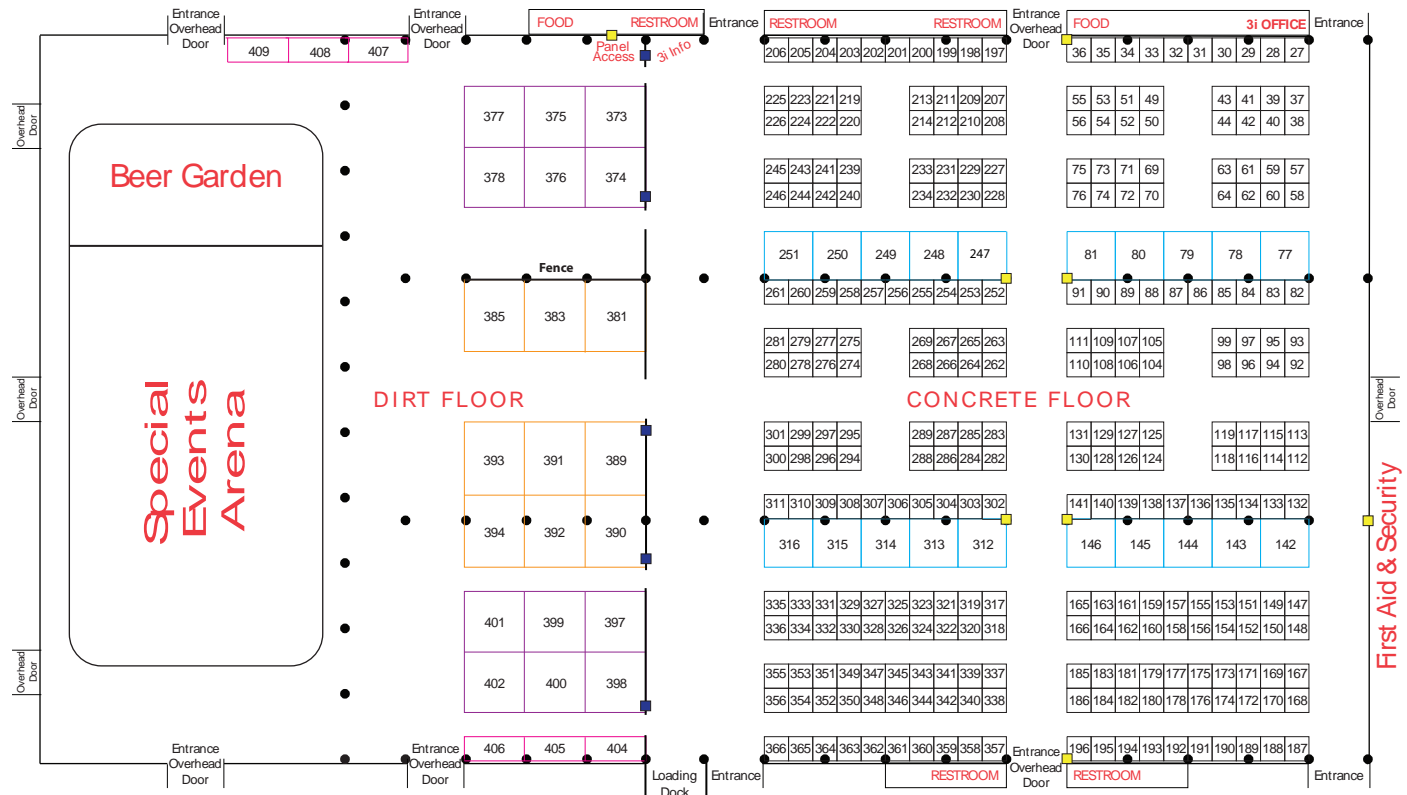 Entrance
Overhead
Door
Entrance
Overhead
Door
FOOD RESTROOM
Entrance
RESTROOM RESTROOM
Entrance
Overhead
Door
FOOD 3i OFFICE
Entrance
409 408 407
Panel
Access
3i Info
206 205 204 203 202 201 200 199 198 197
36 35 34 33 32 31 30 29 28 27
Overhead
Door
377 375 373
378 376 374
225 223 221 219 213 211 209 207
226 224 222 220 214 212 210 208
55 53 51 49 43 41 39 37
56 54 52 50 44 42 40 38
Beer Garden
245 243 241 239 233 231 229 227
246 244 242 240 234 232 230 228
75 73 71 69 63 61 59 57
76 74 72 70 64 62 60 58
251 250 249 248 247
81 80 79 78 77
Fence
261 260 259 258 257 256 255 254 253 252
91 90 89 88 87 86 85 84 83 82
385 383 381
281 279 277 275 269 267 265 263
280 278 276 274 268 266 264 262
111 109 107 105 99 97 95 93
110 108 106 104 98 96 94 92
Overhead
Door
Special
Events
Arena
DIRT FLOOR
CONCRETE FLOOR
Overhead
Door
393 391 389
394 392 390
301 299 297 295 289 287 285 283
300 298 296 294 288 286 284 282
131 129 127 125 119 117 115 113
130 128 126 124 118 116 114 112
311 310 309 308 307 306 305 304 303 302
141 140 139 138 137 136 135 134 133 132
316 315 314 313 312
146 145 144 143 142
First Aid & Security
401 399 397
402 400 398
335 333 331 329 327 325 323 321 319 317
336 334 332 330 328 326 324 322 320 318
165 163 161 159 157 155 153 151 149 147
166 164 162 160 158 156 154 152 150 148
Overhead
Door
355 353 351 349 347 345 343 341 339 337
356 354 352 350 348 346 344 342 340 338
185 183 181 179 177 175 173 171 169 167
186 184 182 180 178 176 174 172 170 168
406 405 404
366 365 364 363 362 361 360 359 358 357
196 195 194 193 192 191 190 189 188 187
Entrance
Overhead
Door
Entrance
Overhead
Door
Loading
Dock
Entrance
RESTROOM
Entrance
Overhead
Door
RESTROOM
Entrance